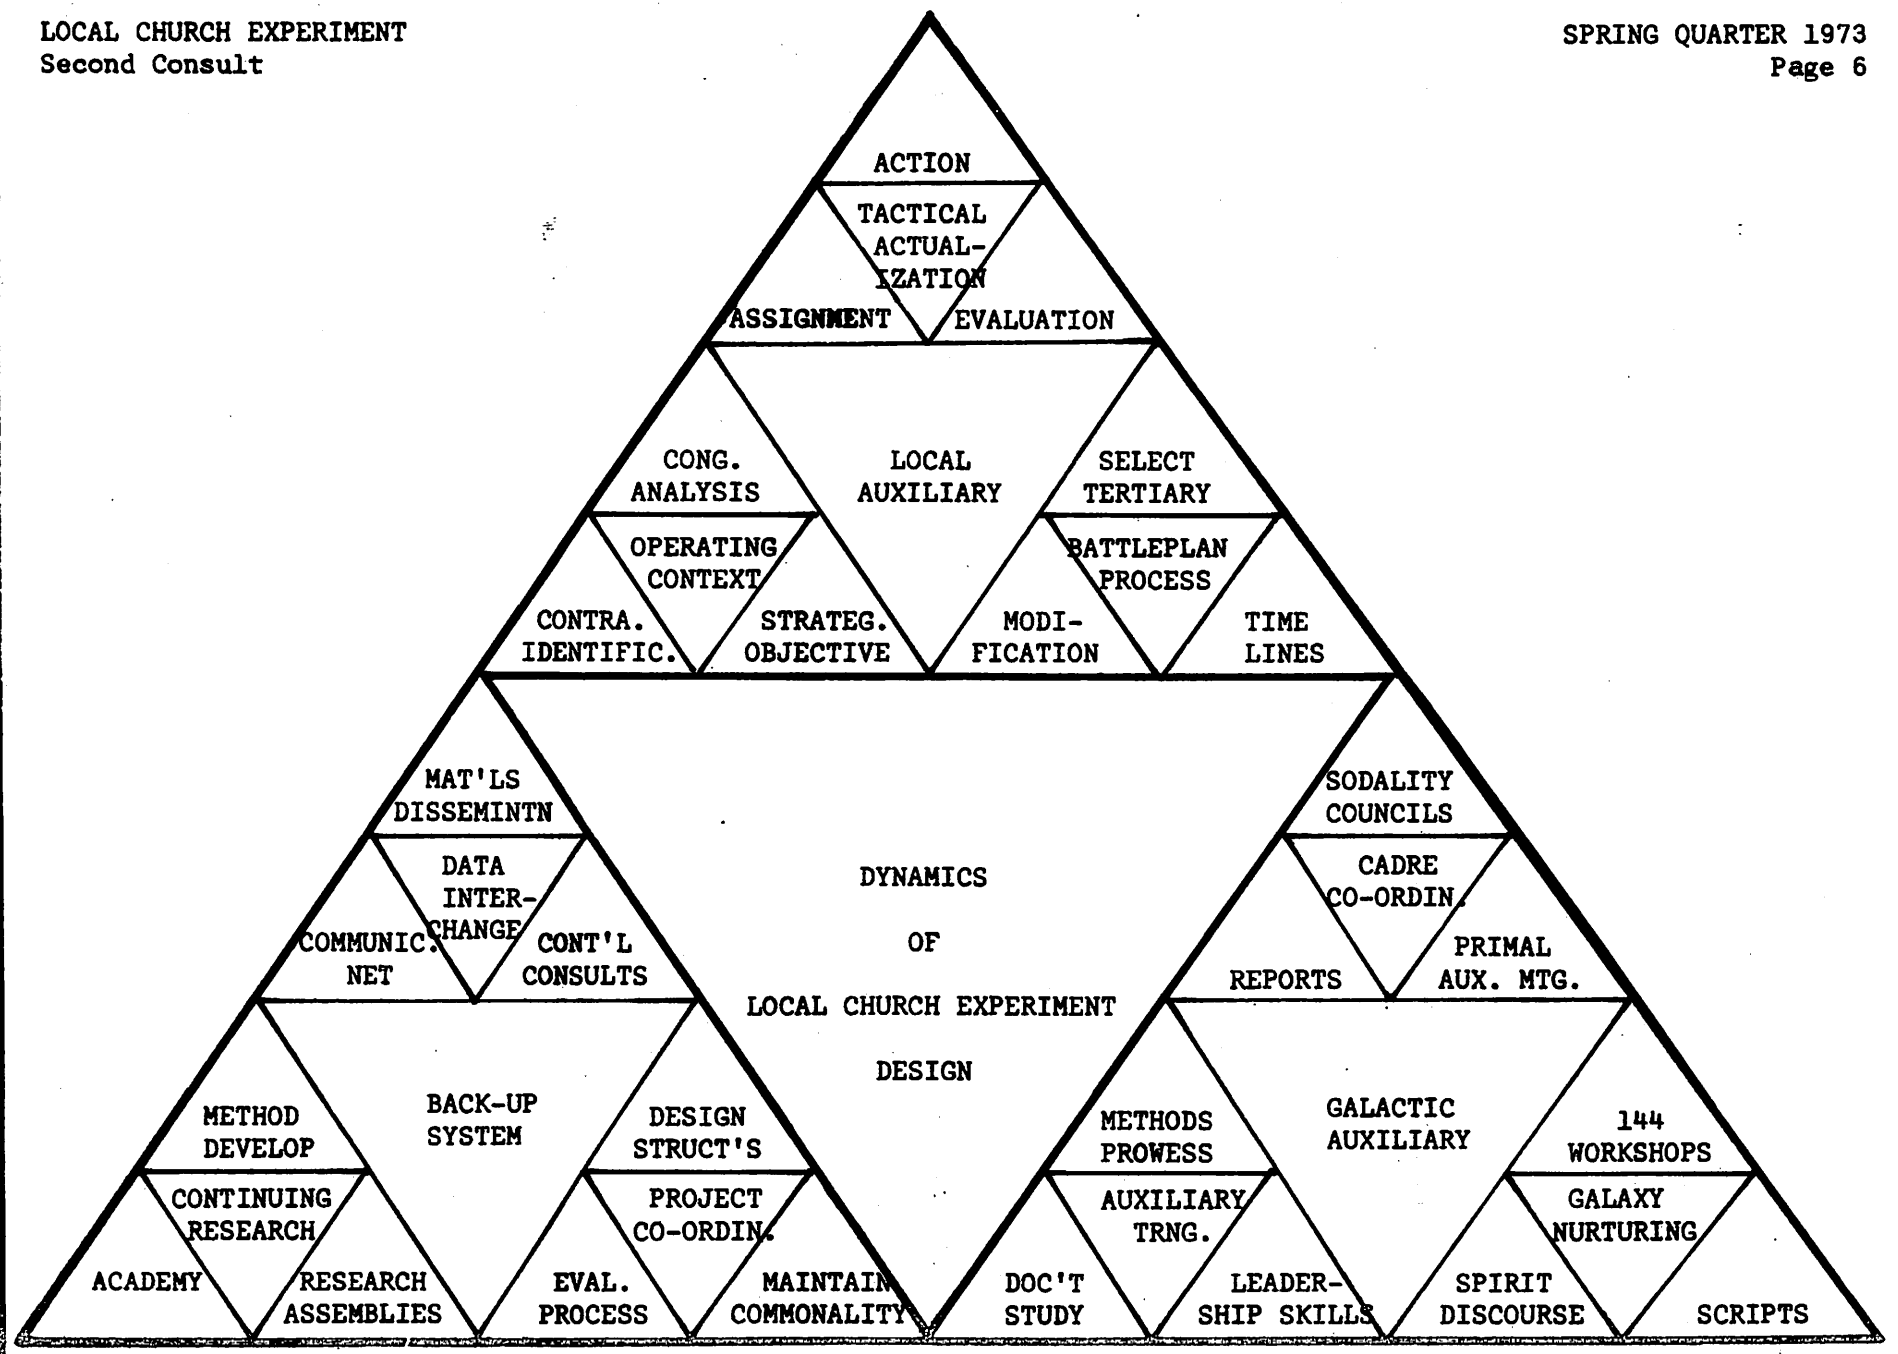 LOCAL CHURCH EXPERIMENT
Second Consult
SPRING QUARTER 1973
Page 6
ACTION
TACTICAL
ACTUAL-
IZATION
ASSIGNMENT
EVALUATION
CONG.
ANALYSIS
LOCAL
AUXILIARY
SELECT
TERTIARY
OPERATING
CONTEXT
BATTLEPLAN
PROCESS
CONTRA.
IDENTIFIC.
STRATEG.
OBJECTIVE
MODI-
FICATION
TIME
LINES
MAT'LS
DISSEMINTN
DATA
INTER-
CHANGE
COMMUNIC.
NET
CONT'L
CONSULTS
DYNAMICS
OF
LOCAL CHURCH EXPERIMENT
DESIGN
SODALITY
COUNCILS
CADRE
CO-ORDIN.
REPORTS
PRIMAL
AUX. MTG.
METHOD
DEVELOP
BACK-UP
SYSTEM
DESIGN
STRUCT'S
CONTINUING
RESEARCH
PROJECT
CO-ORDIN.
ACADEMY
RESEARCH
ASSEMBLIES
EVAL.
PROCESS
MAINTAIN
COMMONALITY
METHODS
PROWESS
GALACTIC
AUXILIARY
144
WORKSHOPS
AUXILIARY
TRNG.
GALAXY
NURTURING
DOC'T
STUDY
LEADER-
SHIP SKILLS
SPIRIT
DISCOURSE
SCRIPTS